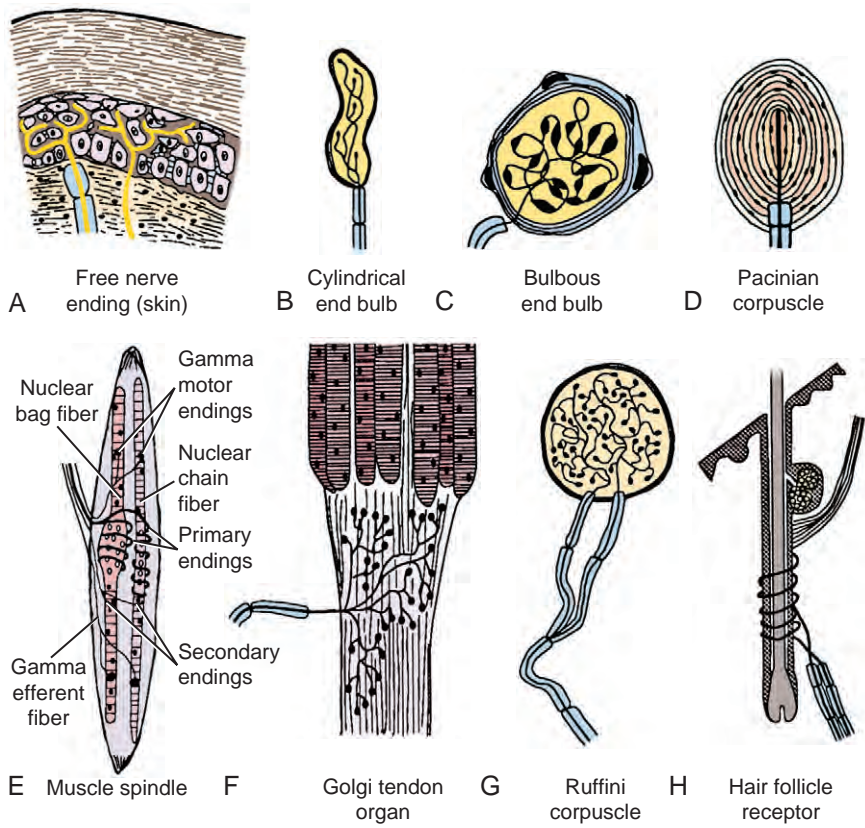 A
Free nerve
ending (skin)
B
Cylindrical
end bulb
C
Bulbous
end bulb
D
Pacinian
corpuscle
Nuclear
bag fiber
Gamma
motor
endings
Nuclear
chain
fiber
Primary
endings
Secondary
endings
Gamma
efferent
fiber
E
Muscle spindle
F
Golgi tendon
organ
G
Ruffini
corpuscle
H
Hair follicle
receptor